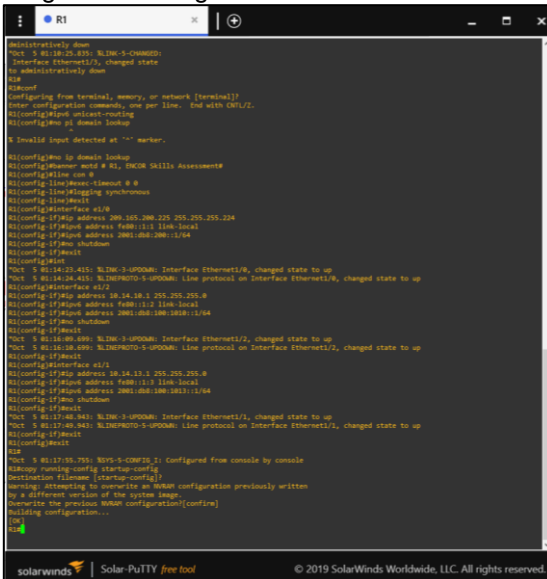 R1
deministratively down
*Oct  5 01:10:25.835: %LINK-5-CHANGED:
 Interface Ethernet1/3, changed state
to administratively down
R1#
R1#conf
Configuring from terminal, memory, or network [terminal]?
Enter configuration commands, one per line.  End with CNTL/Z.
R1(config)#ipv6 unicast-routing
R1(config)#no pi domain lookup
^
% Invalid input detected at '^' marker.
R1(config)#no ip domain lookup
R1(config)#banner motd # R1, ENCOR Skills Assessment#
R1(config)#line con 0
R1(config-line)#exec-timeout 0 0
R1(config-line)#logging synchronous
R1(config-line)#exit
R1(config)#interface e1/0
R1(config-if)#ip address 209.165.200.225 255.255.255.224
R1(config-if)#ipv6 address fe80::1:1 link-local
R1(config-if)#ipv6 address 2001:db8:200::1/64
R1(config-if)#no shutdown
R1(config-if)#exit
R1(config)#int
*Oct  5 01:14:23.415: %LINK-3-UPDOWN: Interface Ethernet1/0, changed state to up
*Oct  5 01:14:24.415: %LINEPROTO-5-UPDOWN: Line protocol on Interface Ethernet1/0, changed state to up
R1(config)#interface e1/2
R1(config-if)#ip address 10.14.10.1 255.255.255.0
R1(config-if)#ipv6 address fe80::1:2 link-local
R1(config-if)#ipv6 address 2001:db8:100:1010::1/64
R1(config-if)#no shutdown
R1(config-if)#exit
*Oct  5 01:16:09.699: %LINK-3-UPDOWN: Interface Ethernet1/2, changed state to up
*Oct  5 01:16:10.699: %LINEPROTO-5-UPDOWN: Line protocol on Interface Ethernet1/2, changed state to up
R1(config-if)#exit
R1(config)#interface e1/1
R1(config-if)#ip address 10.14.13.1 255.255.255.0
R1(config-if)#ipv6 address fe80::1:3 link-local
R1(config-if)#ipv6 address 2001:db8:100:1013::1/64
R1(config-if)#no shutdown
R1(config-if)#exit
*Oct  5 01:17:48.943: %LINK-3-UPDOWN: Interface Ethernet1/1, changed state to up
*Oct  5 01:17:49.943: %LINEPROTO-5-UPDOWN: Line protocol on Interface Ethernet1/1, changed state to up
R1(config-if)#exit
R1(config)#exit
R1#
*Oct  5 01:17:55.755: %SYS-5-CONFIG_I: Configured from console by console
R1#copy running-config startup-config
Destination filename [startup-config]?
Warning: Attempting to overwrite an NVRAM configuration previously written
by a different version of the system image.
Overwrite the previous NVRAM configuration?[confirm]
Building configuration...
[OK]
R1#
solarwinds | Solar-PuTTY free tool © 2019 SolarWinds Worldwide, LLC. All rights reserved.